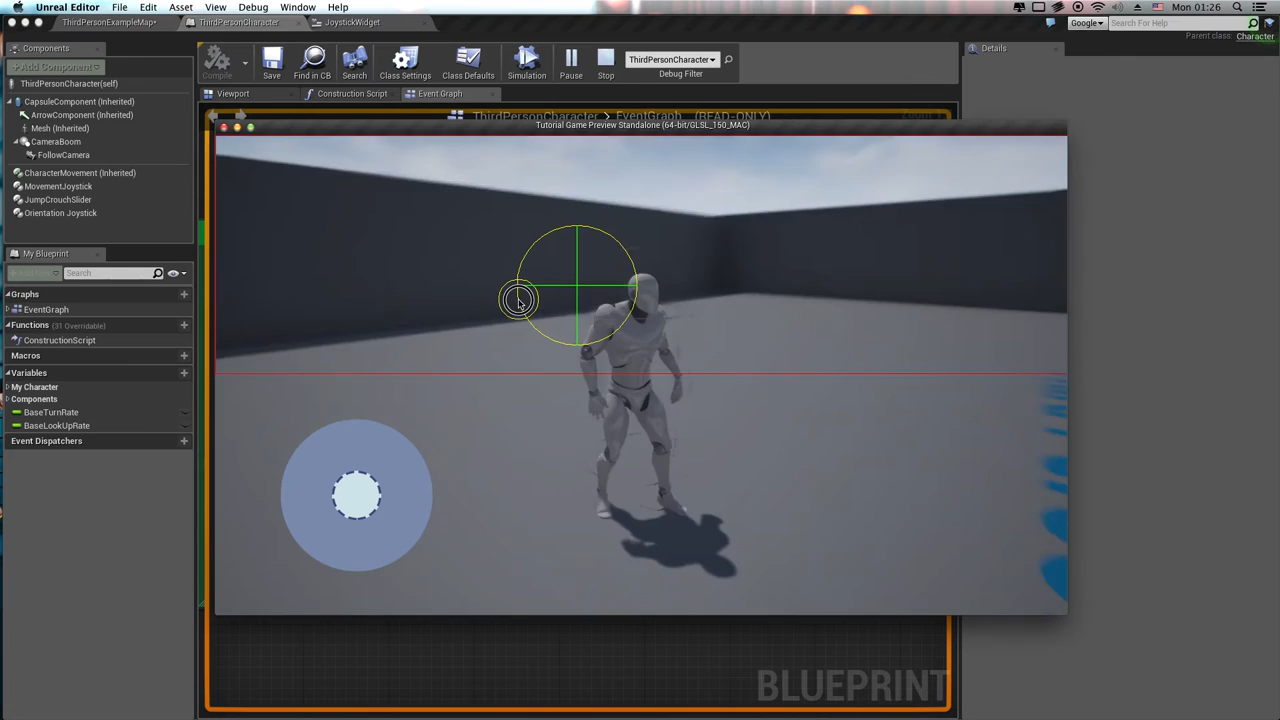 Unreal Editor File Edit Asset View Debug Window Help Mon 01:26
ThirdPersonExampleMap* ThirdPersonCharacter JoystickWidget
Google Search For Help
Parent class: Character
Components
Add Component
ThirdPersonCharacter(self)
CapsuleComponent (Inherited)
ArrowComponent (Inherited)
Mesh (Inherited)
CameraBoom
FollowCamera
CharacterMovement (Inherited)
MovementJoystick
JumpCrouchSlider
Orientation Joystick
My Blueprint
Search
Graphs
EventGraph
Functions (31 Overridable)
ConstructionScript
Macros
Variables
My Character
Components
BaseTurnRate
BaseLookUpRate
Event Dispatchers
Compile Save Find in CB Search Class Settings Class Defaults Simulation Pause Stop
ThirdPersonCharacter
Debug Filter
Viewport Construction Script Event Graph
ThirdPersonCharacter > EventGraph (READ-ONLY)
Tutorial Game Preview Standalone (64-bit/GLSL_150_MAC)
BLUEPRINT
Details